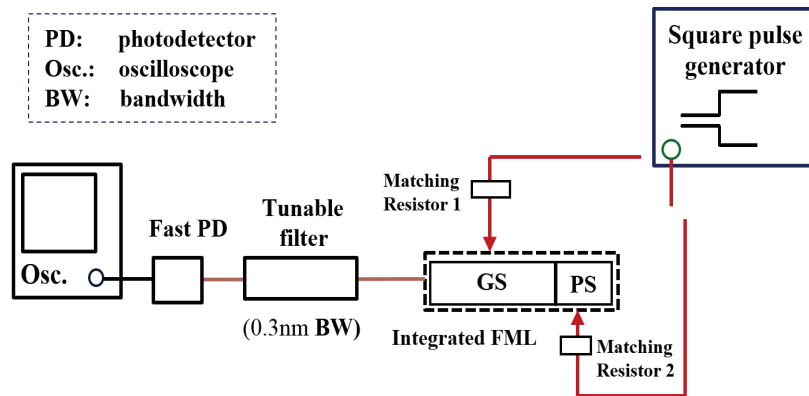 PD: photodetector
Osc.: oscilloscope
BW: bandwidth
Square pulse
generator
Matching
Resistor 1
Fast PD
Tunable
filter
Osc.
GS
PS
(0.3nm BW)
Integrated FML
Matching
Resistor 2